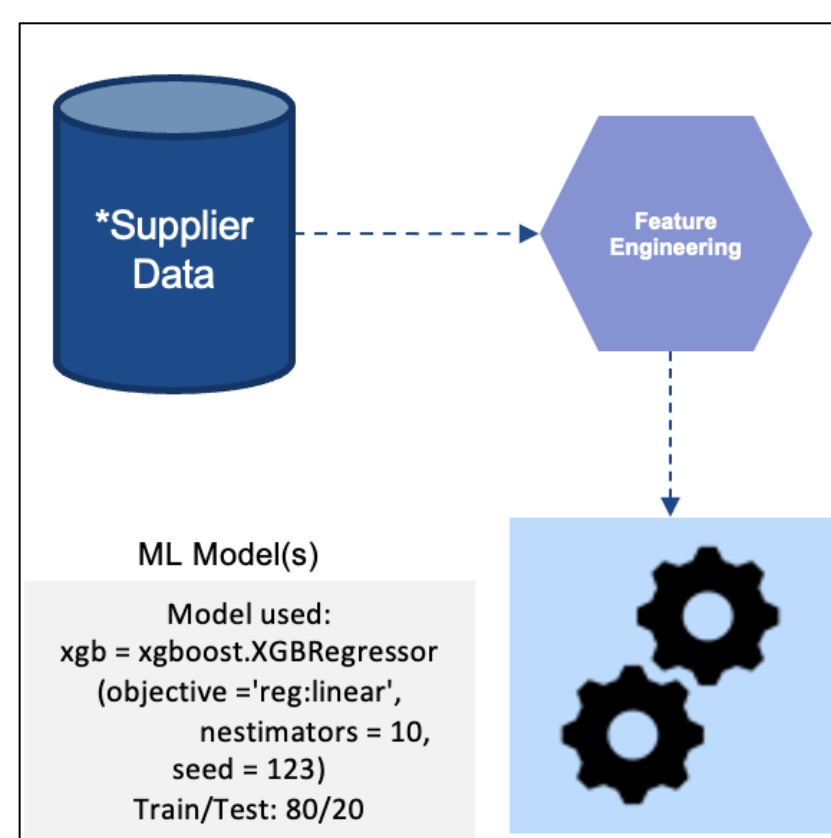 *Supplier
Data
Feature
Engineering
ML Model(s)
Model used:
xgb = xgboost.XGBRegressor
(objective ='reg:linear',
nestimators = 10,
seed = 123)
Train/Test: 80/20